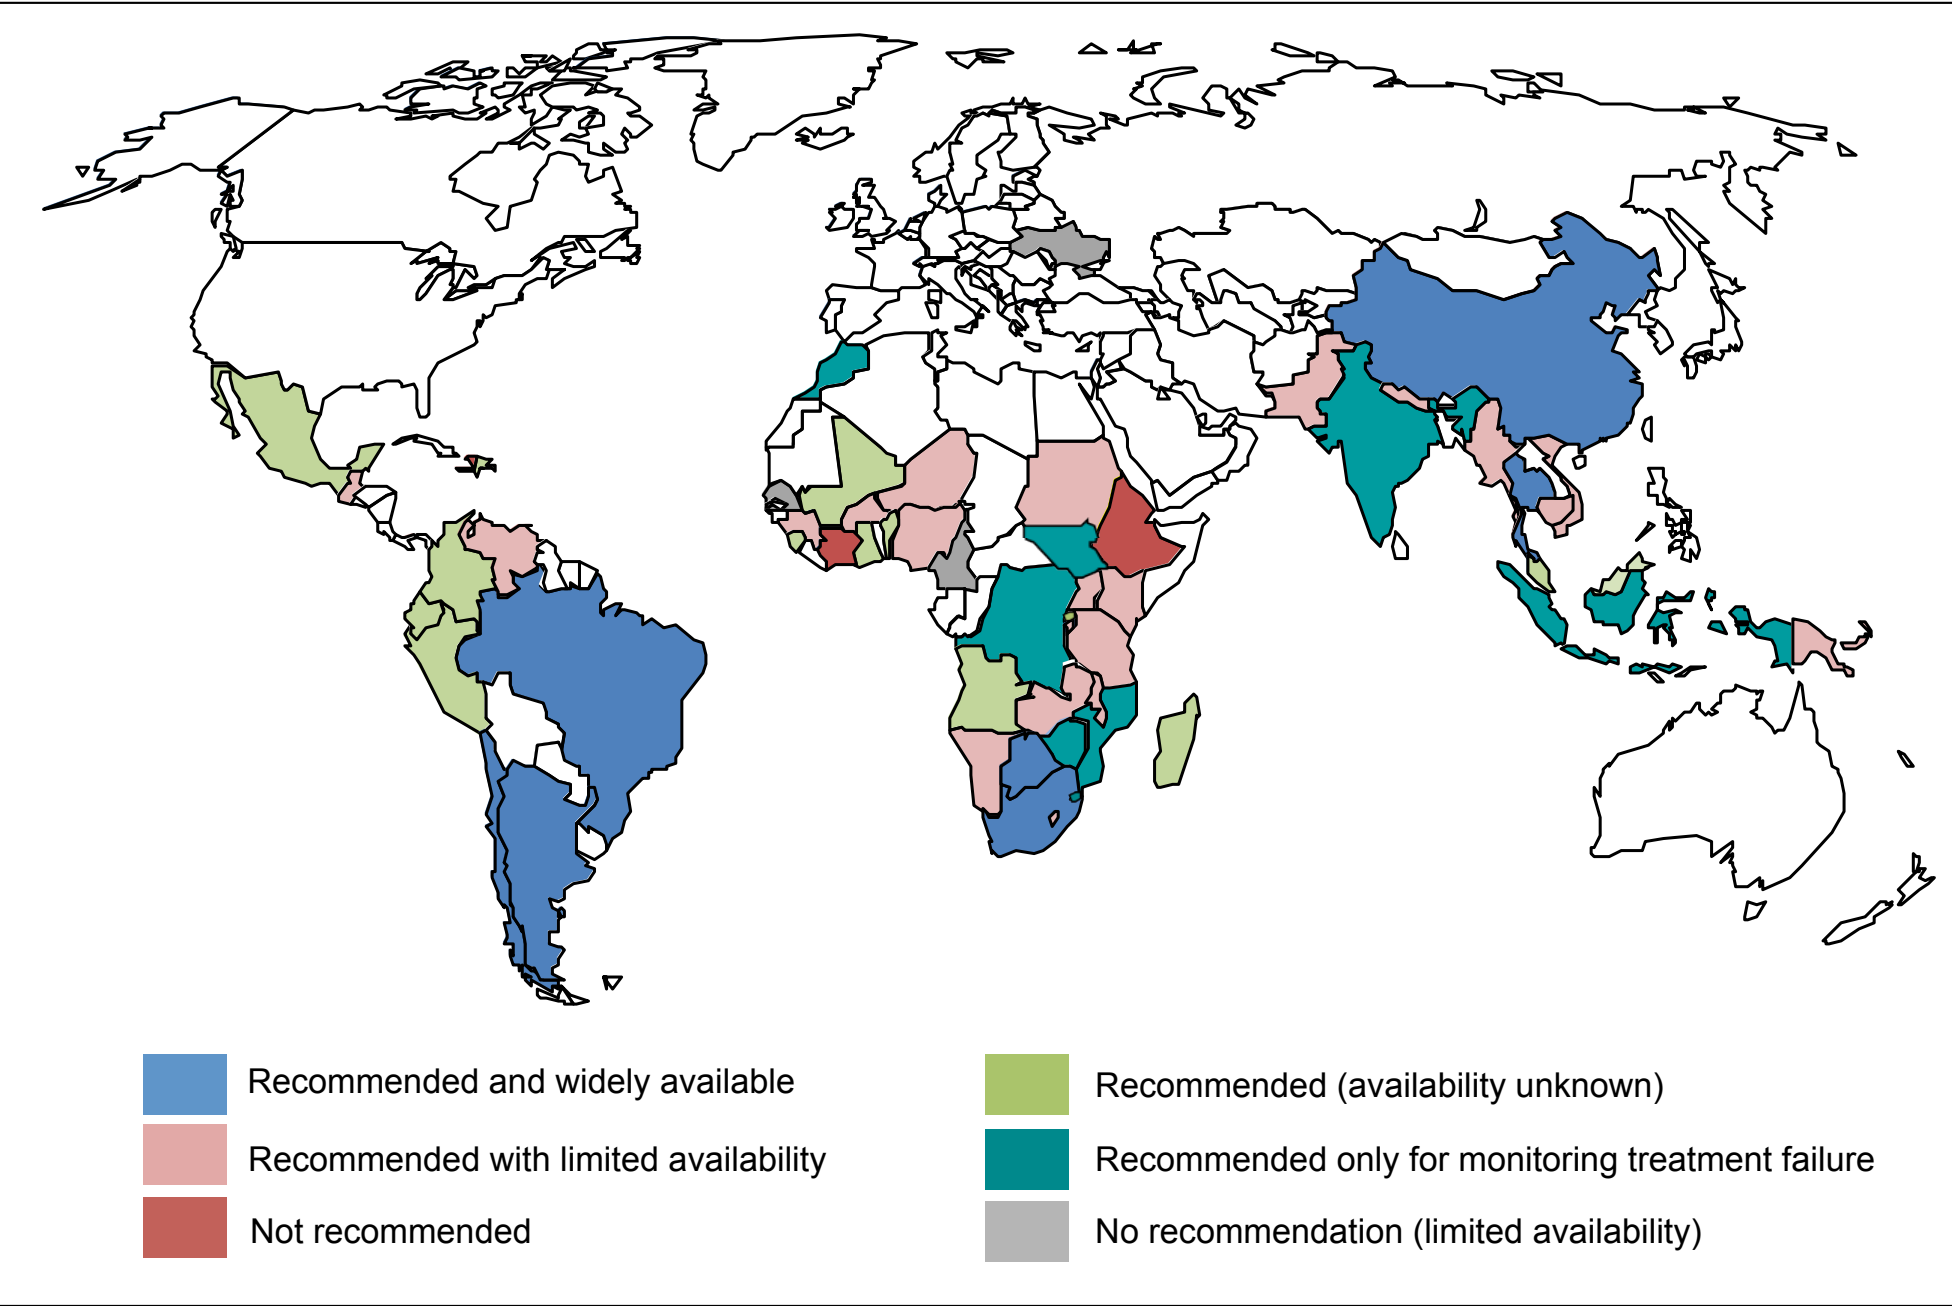 Recommended and widely available
Recommended with limited availability
Not recommended
Recommended (availability unknown)
Recommended only for monitoring treatment failure
No recommendation (limited availability)